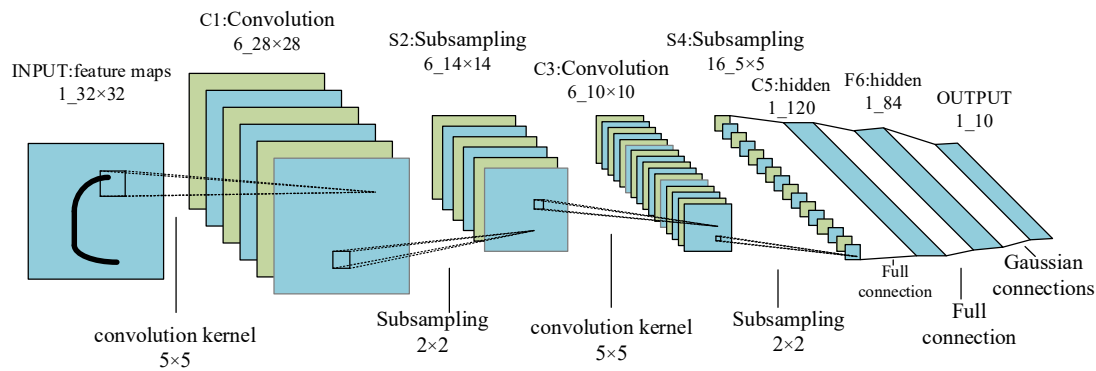 C1:Convolution
6_28×28
S2:Subsampling
6_14×14
S4:Subsampling
16_5×5
INPUT:feature maps
1_32×32
C3:Convolution
6_10×10
C5:hidden
1_120
F6:hidden
1_84
OUTPUT
1_10
convolution kernel
5×5
Subsampling
2×2
convolution kernel
5×5
Subsampling
2×2
Full
connection
Full
connection
Gaussian
connections